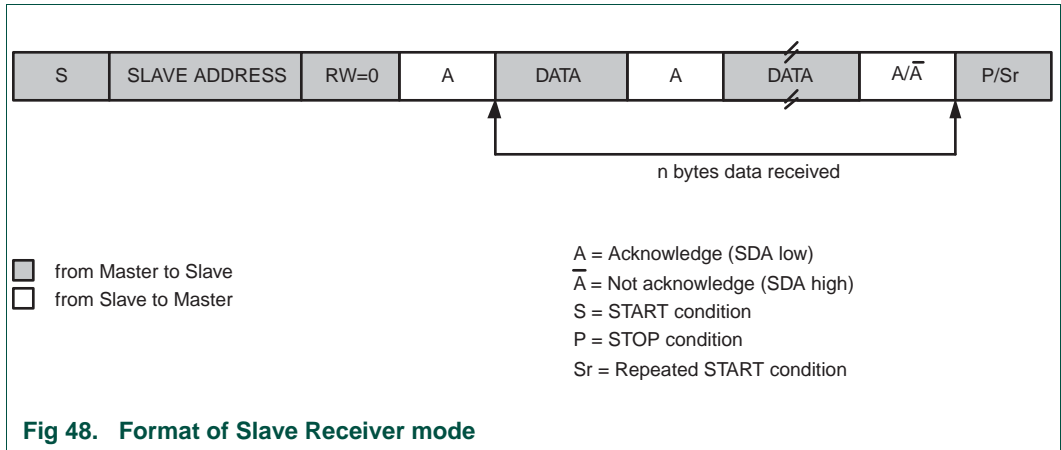 S SLAVE ADDRESS RW=0 A DATA A DATA A/A̅ P/Sr
n bytes data received
from Master to Slave
from Slave to Master
A = Acknowledge (SDA low)
A̅ = Not acknowledge (SDA high)
S = START condition
P = STOP condition
Sr = Repeated START condition
Fig 48. Format of Slave Receiver mode